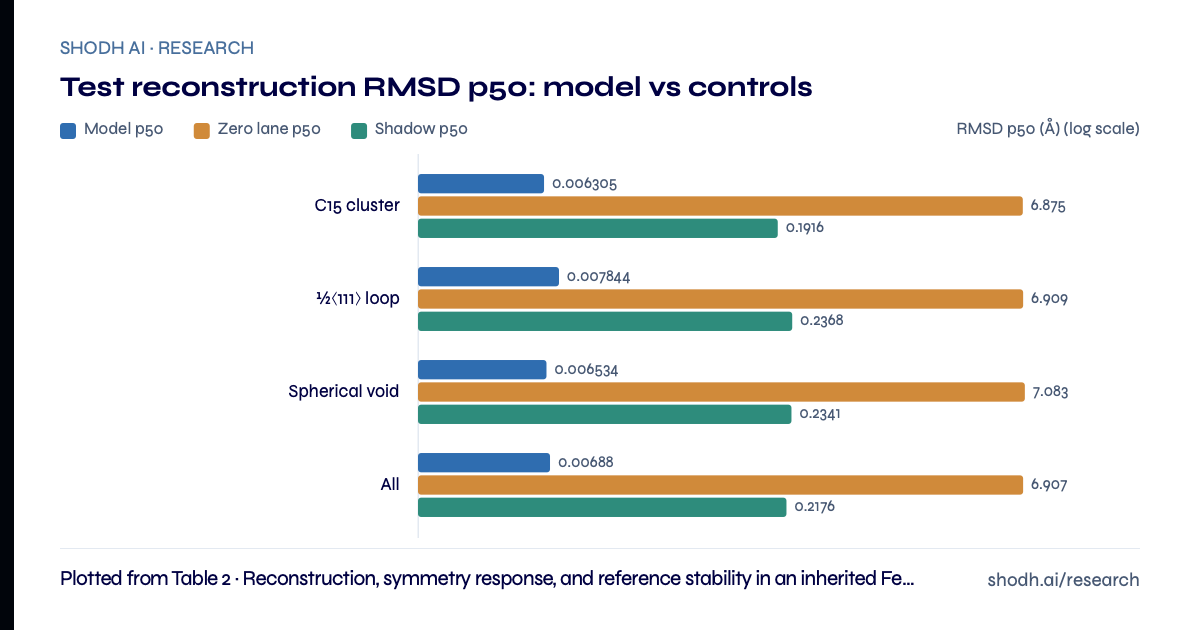 SHODH AI · RESEARCH
Test reconstruction RMSD p50: model vs controls
Model p50 Zero lane p50 Shadow p50 RMSD p50 (Å) (log scale)
0.006305
C15 cluster 6.875
0.1916
0.007844
½⟨111⟩ loop 6.909
0.2368
0.006534
Spherical void 7.083
0.2341
0.00688
All 6.907
0.2176
Plotted from Table 2 · Reconstruction, symmetry response, and reference stability in an inherited Fe... shodh.ai/research